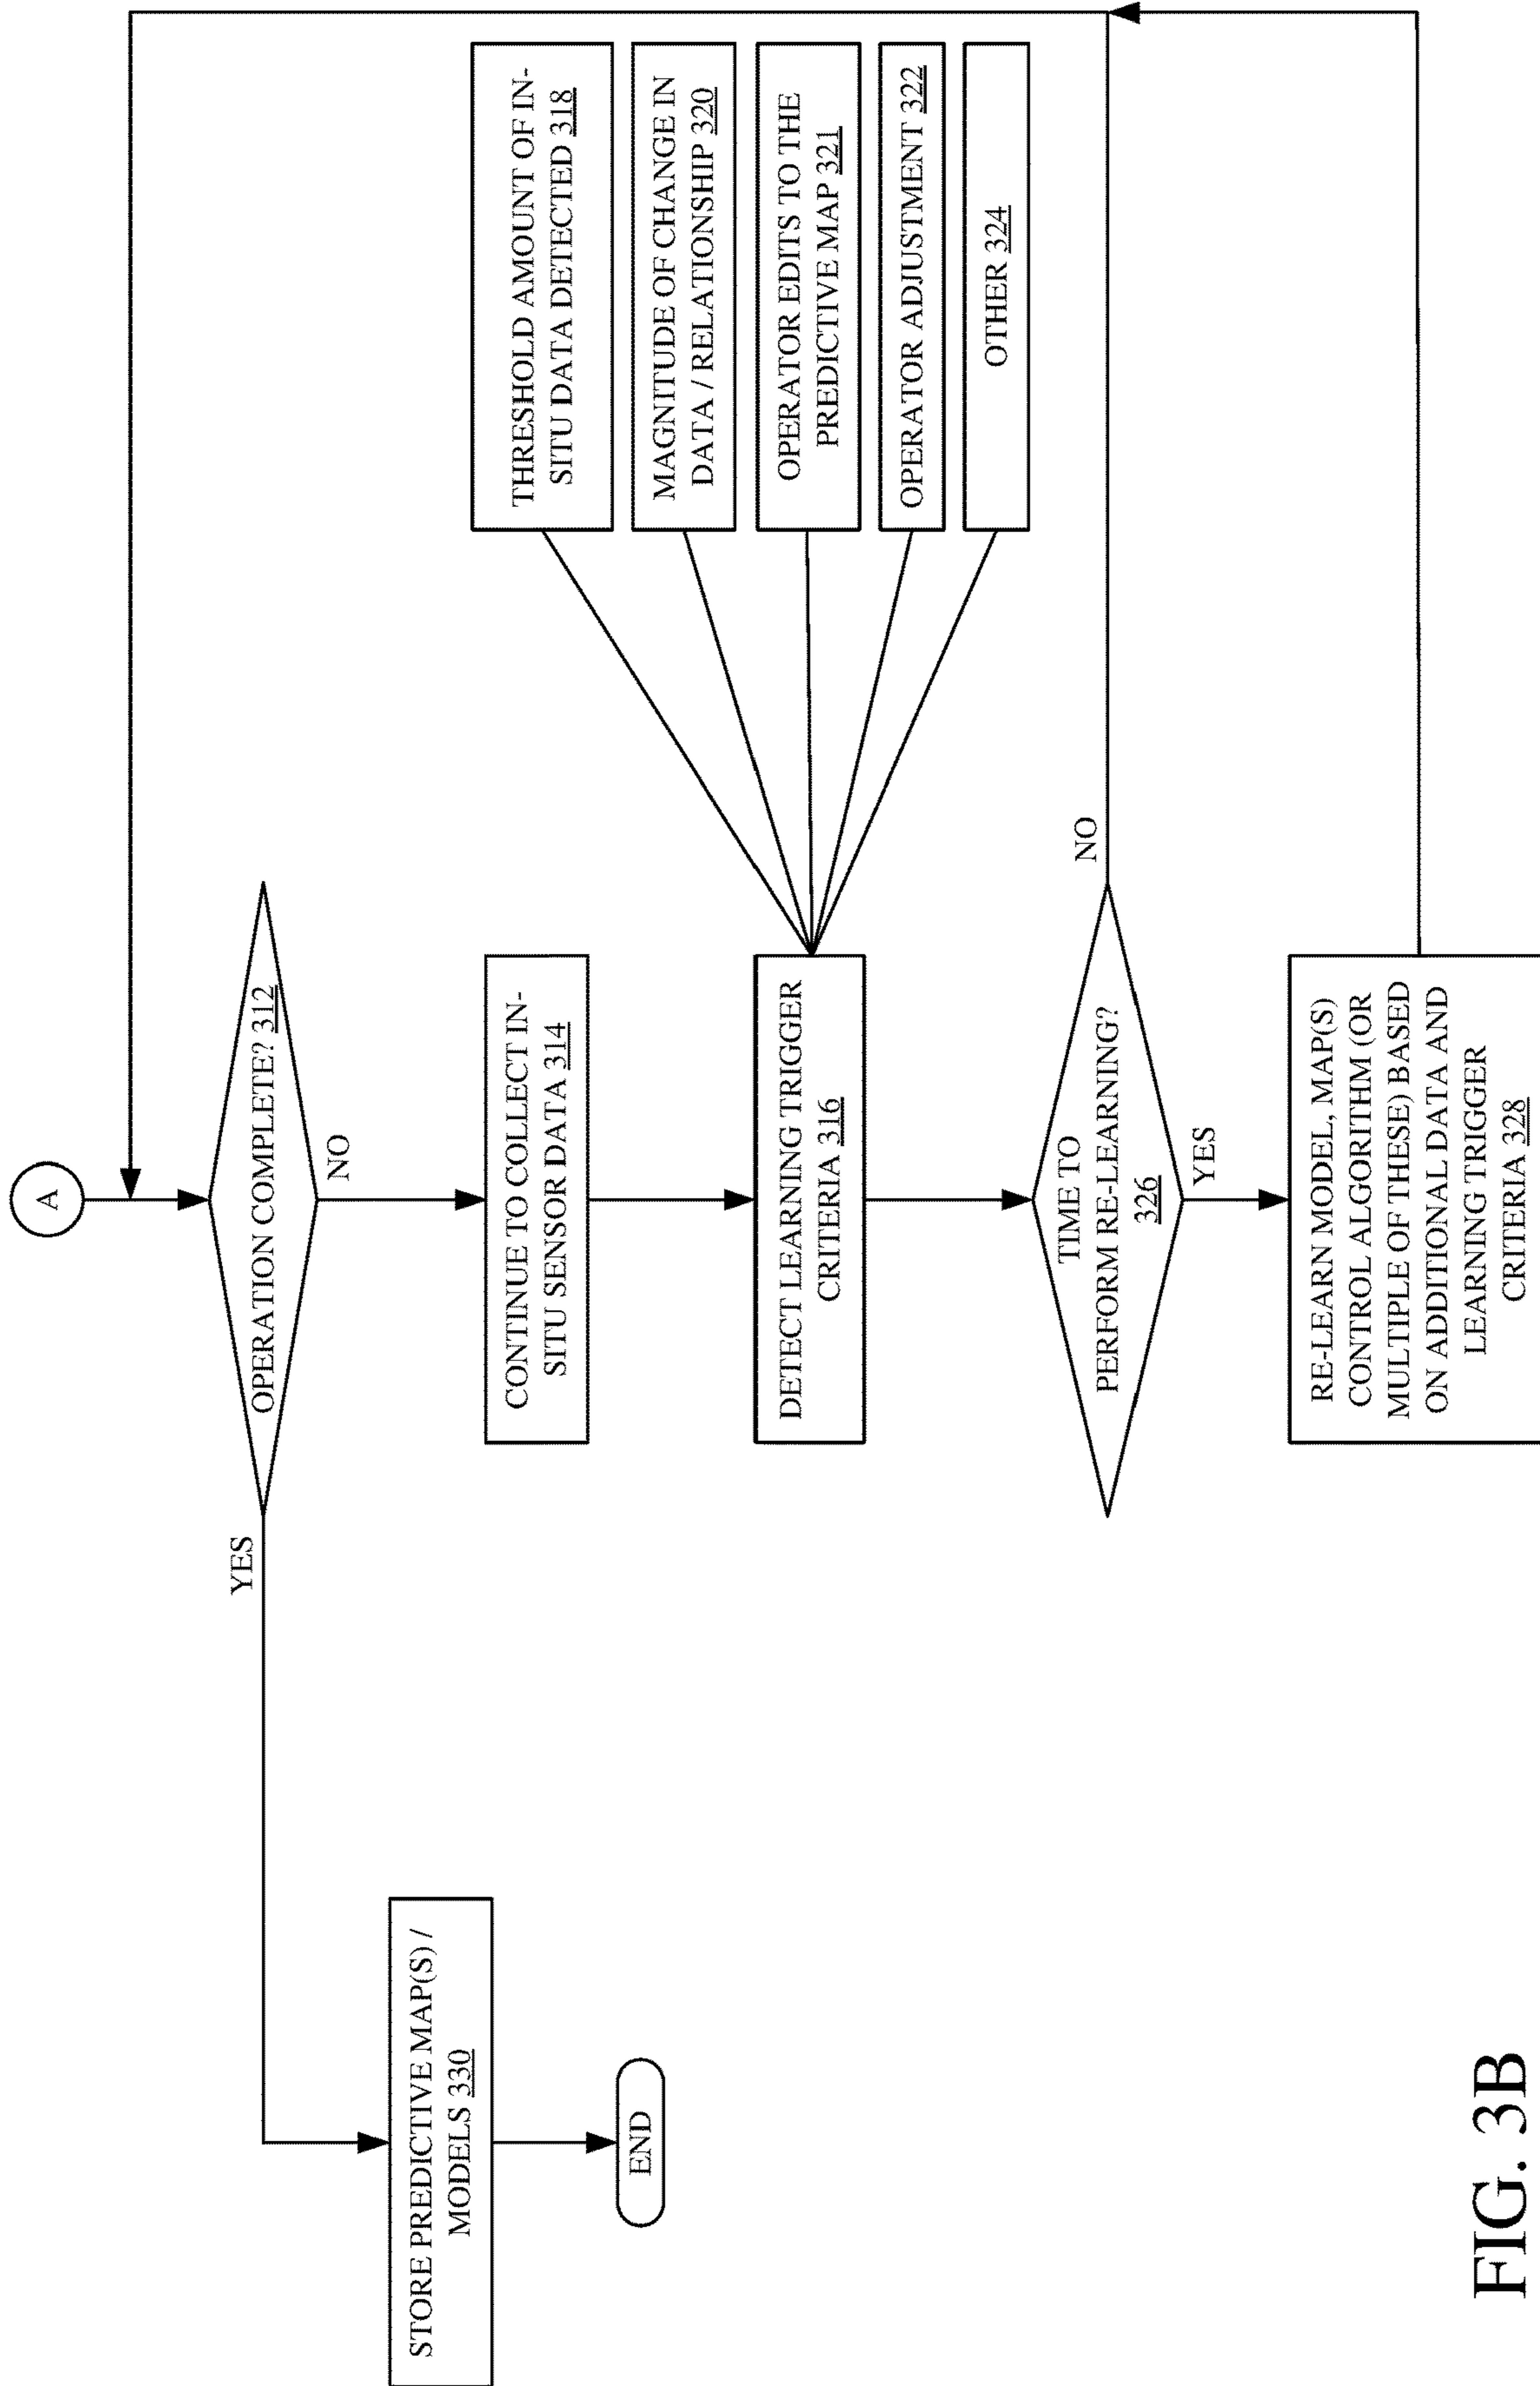 A
OPERATION COMPLETE? 312
YES
NO
STORE PREDICTIVE MAP(S) /
MODELS 330
END
CONTINUE TO COLLECT IN-
SITU SENSOR DATA 314
DETECT LEARNING TRIGGER
CRITERIA 316
THRESHOLD AMOUNT OF IN-
SITU DATA DETECTED 318
MAGNITUDE OF CHANGE IN
DATA / RELATIONSHIP 320
OPERATOR EDITS TO THE
PREDICTIVE MAP 321
OPERATOR ADJUSTMENT 322
OTHER 324
TIME TO
PERFORM RE-LEARNING?
326
NO
YES
RE-LEARN MODEL, MAP(S)
CONTROL ALGORITHM (OR
MULTIPLE OF THESE) BASED
ON ADDITIONAL DATA AND
LEARNING TRIGGER
CRITERIA 328
FIG. 3B